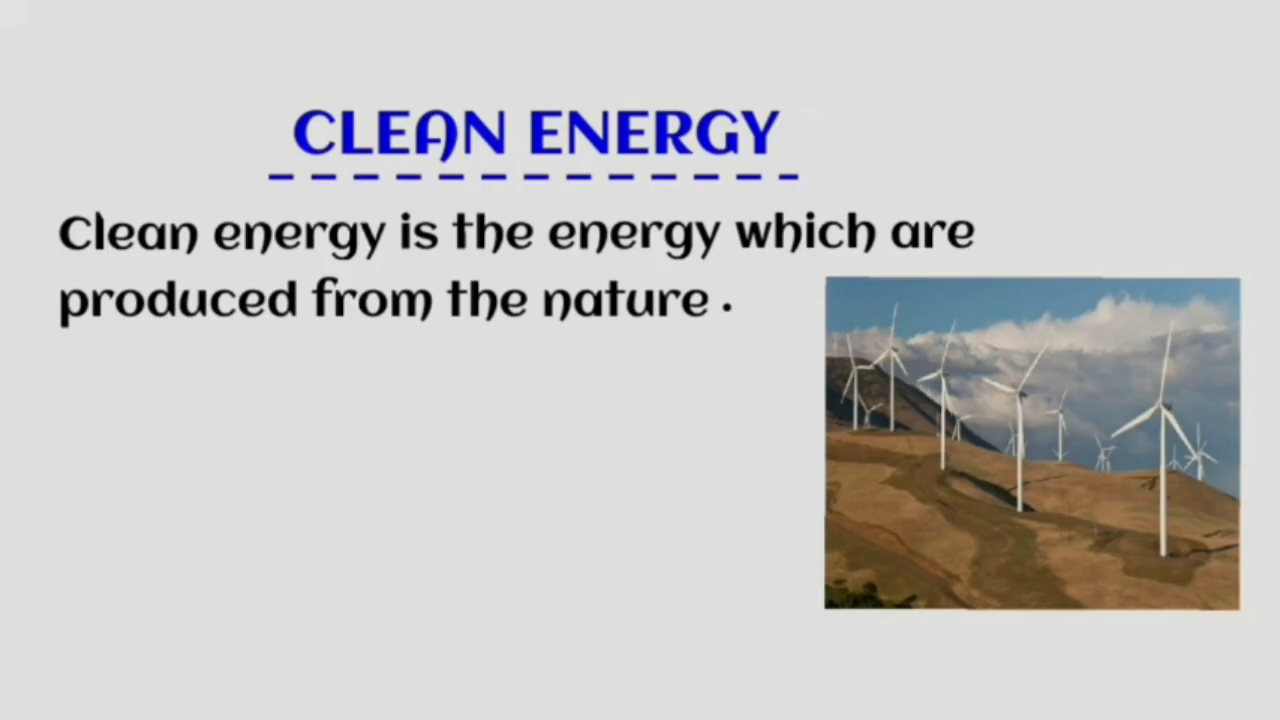 CLEAN ENERGY
Clean energy is the energy which are
produced from the nature .